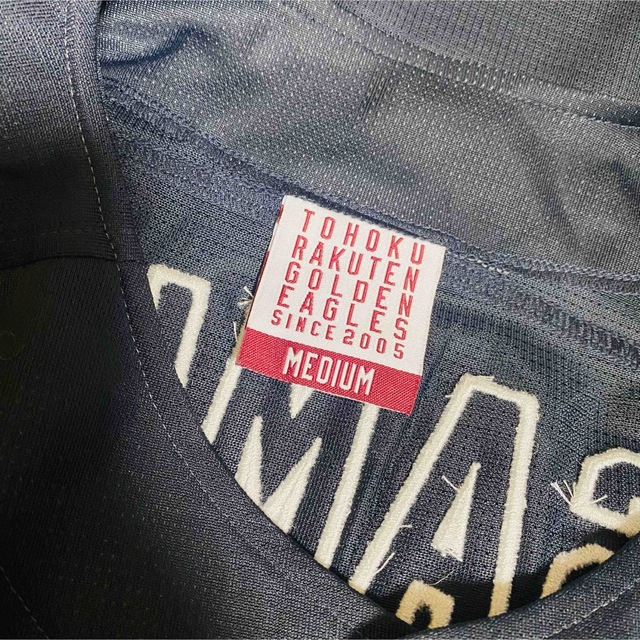 TOHOKU
RAKUTEN
GOLDEN
EAGLES
SINCE 2005
MEDIUM